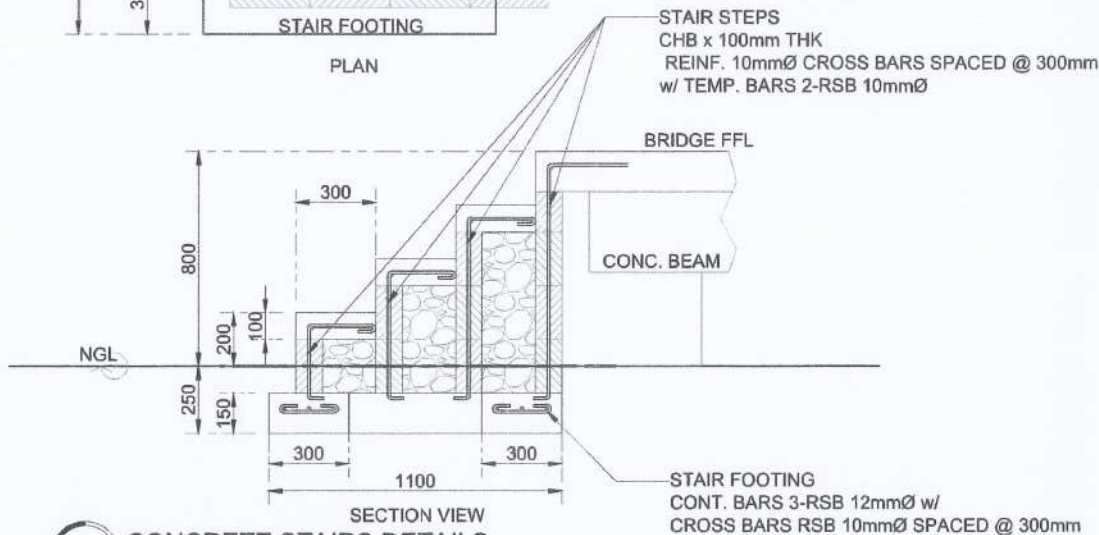 3
STAIR FOOTING
PLAN
STAIR STEPS
CHB x 100mm THK
REINF. 10mmØ CROSS BARS SPACED @ 300mm
w/ TEMP. BARS 2-RSB 10mmØ
BRIDGE FFL
300
800
CONC. BEAM
200
100
NGL
250
150
300
300
1100
SECTION VIEW
STAIR FOOTING
CONT. BARS 3-RSB 12mmØ w/
CROSS BARS RSB 10mmØ SPACED @ 300mm
CONCRETE STAIRS DETAILS